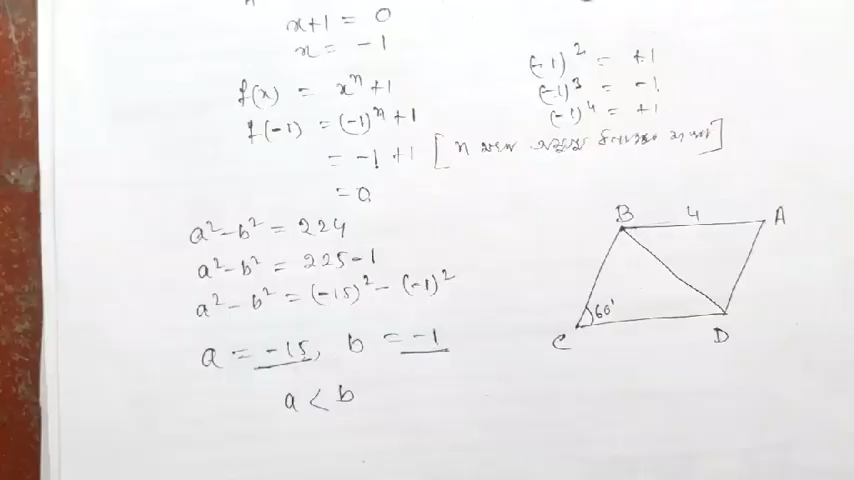 x+1 = 0
x = -1
f(x) = xⁿ+1
f(-1) = (-1)ⁿ+1
= -1+1 [n
= 0
(-1)² = +1
(-1)³ = -1
(-1)⁴ = +1
a²-b² = 224
a²-b² = 225-1
a²-b² = (-15)² - (-1)²
a = -15, b = -1
a < b
B 4 A
60°
C D